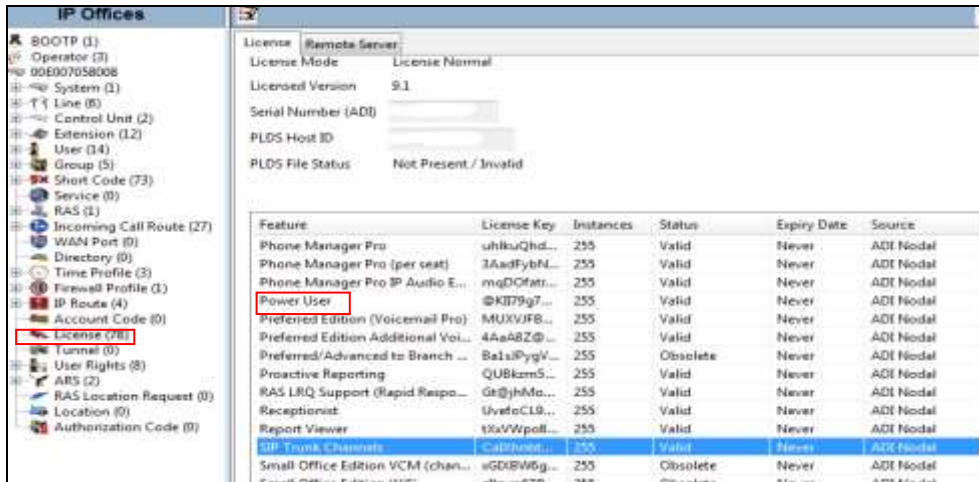 IP Offices
BOOTP (1)
Operator (3)
00E007058008
System (1)
Line (6)
Control Unit (2)
Extension (12)
User (14)
Group (5)
Short Code (73)
Service (0)
RAS (1)
Incoming Call Route (27)
WAN Port (0)
Directory (0)
Time Profile (3)
Firewall Profile (1)
IP Route (4)
Account Code (0)
License (78)
Tunnel (0)
User Rights (8)
ARS (2)
RAS Location Request (0)
Location (0)
Authorization Code (0)
License Remote Server
License Mode License Normal
Licensed Version 9.1
Serial Number (ADI)
PLDS Host ID
PLDS File Status Not Present / Invalid
Feature License Key Instances Status Expiry Date Source
Phone Manager Pro 255 Valid Never ADI Nodal
Phone Manager Pro (per seat) 255 Valid Never ADI Nodal
Phone Manager Pro IP Audio E... 255 Valid Never ADI Nodal
Power User 255 Valid Never ADI Nodal
Preferred Edition (Voicemail Pro) 255 Valid Never ADI Nodal
Preferred Edition Additional Voi... 255 Valid Never ADI Nodal
Preferred/Advanced to Branch ... 255 Obsolete Never ADI Nodal
Proactive Reporting 255 Valid Never ADI Nodal
RAS LRQ Support (Rapid Respo... 255 Valid Never ADI Nodal
Receptionist 255 Valid Never ADI Nodal
Report Viewer 255 Valid Never ADI Nodal
SIP Trunk Channels 255 Valid Never ADI Nodal
Small Office Edition VCM (chan... 255 Obsolete Never ADI Nodal